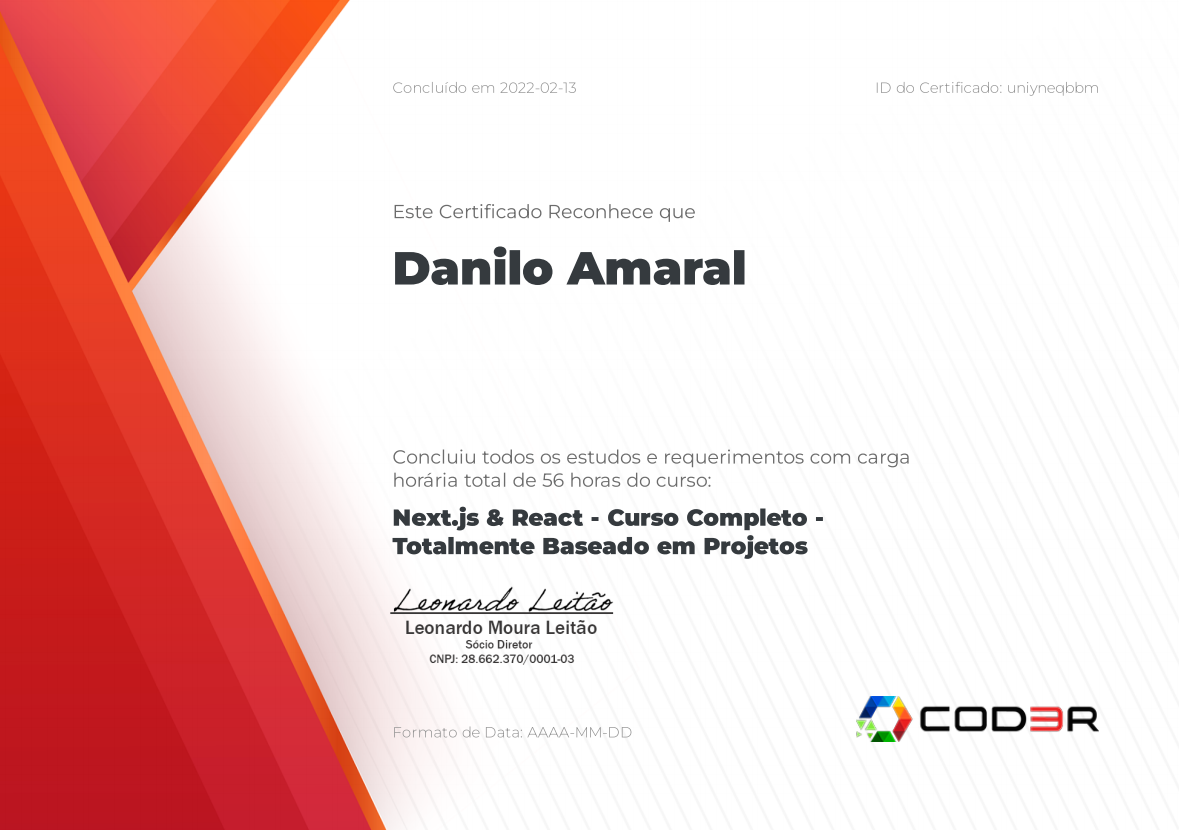 Concluído em 2022-02-13
ID do Certificado: uniyneqbbm
Este Certificado Reconhece que
Danilo Amaral
Concluiu todos os estudos e requerimentos com carga
horária total de 56 horas do curso:
Next.js & React - Curso Completo -
Totalmente Baseado em Projetos
Leonardo Leitão
Leonardo Moura Leitão
Sócio Diretor
CNPJ: 28.662.370/0001-03
Formato de Data: AAAA-MM-DD
COD3R